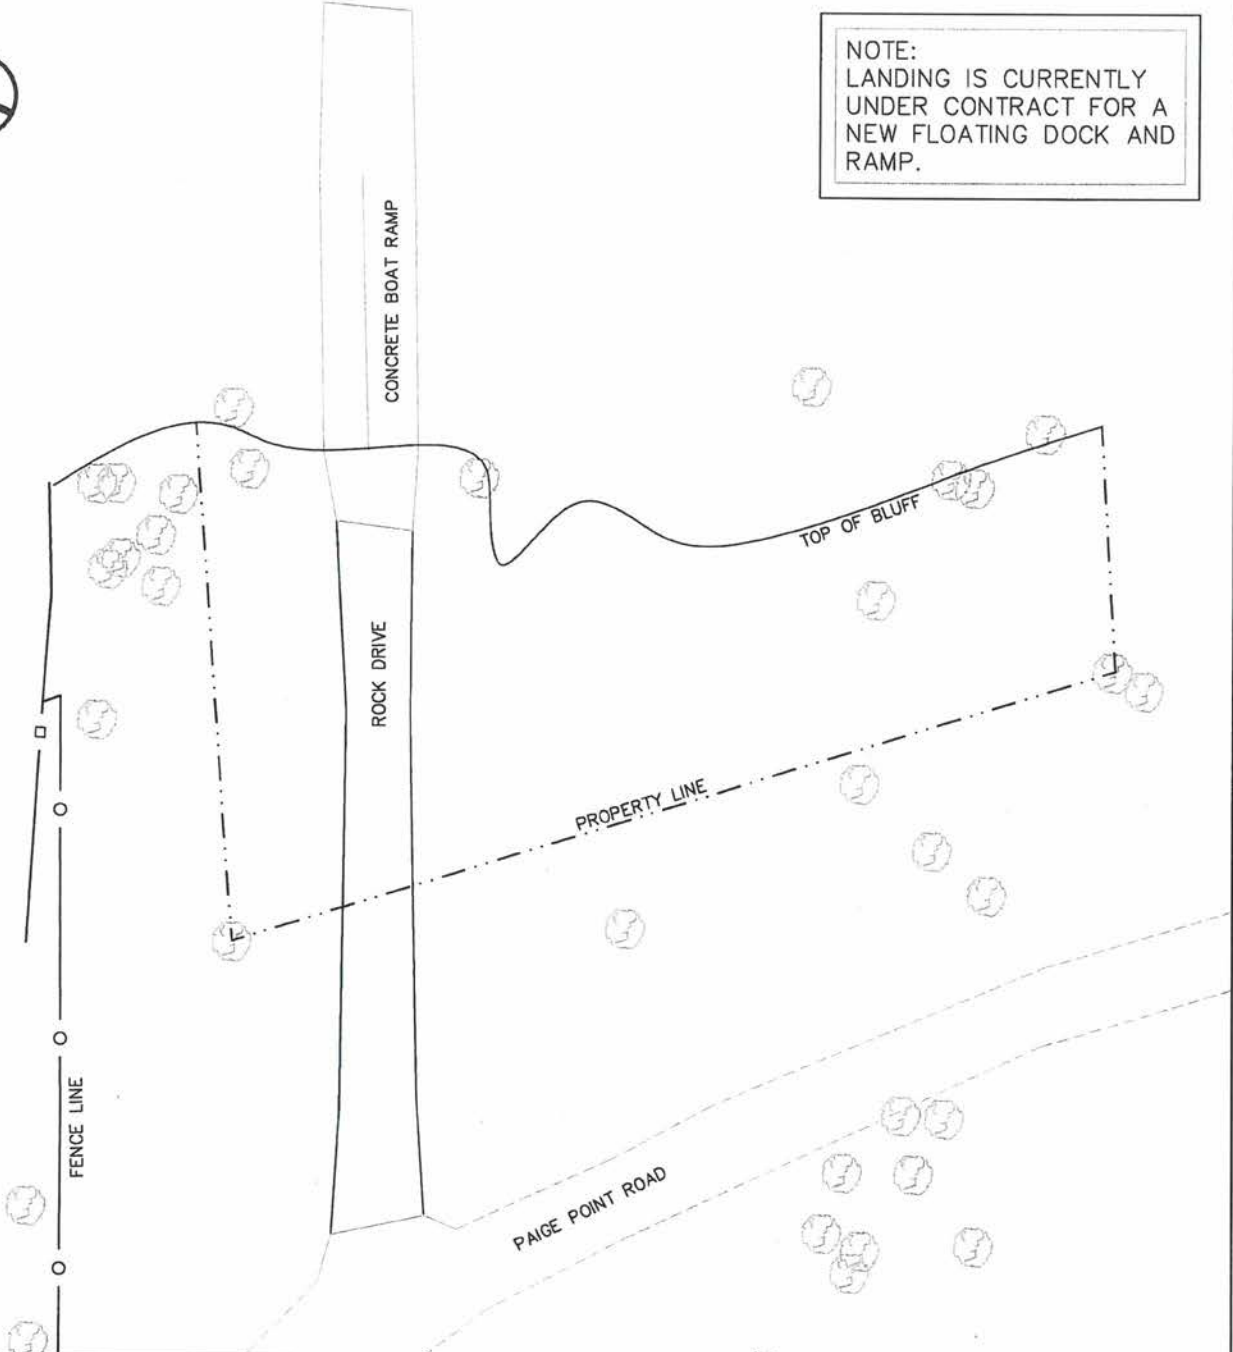 NOTE:
LANDING IS CURRENTLY
UNDER CONTRACT FOR A
NEW FLOATING DOCK AND
RAMP.
CONCRETE BOAT RAMP
TOP OF BLUFF
ROCK DRIVE
PROPERTY LINE
FENCE LINE
PAIGE POINT ROAD